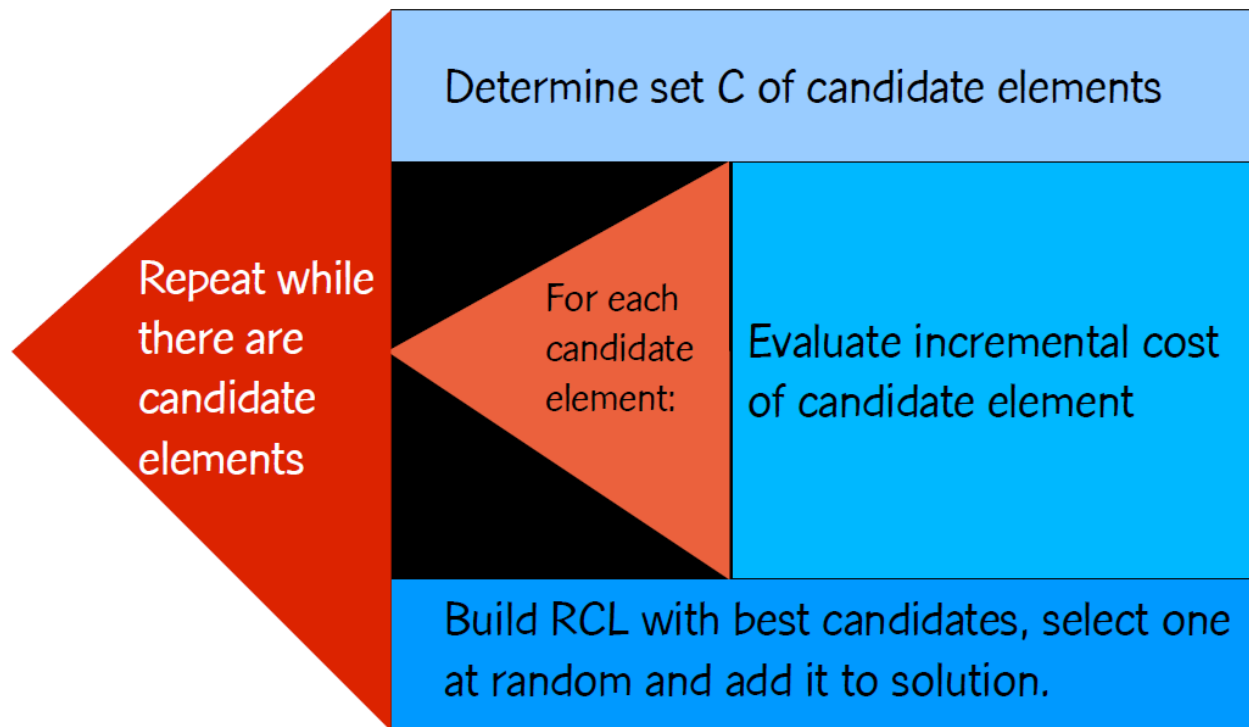 Determine set C of candidate elements
Repeat while
there are
candidate
elements
For each
candidate
element:
Evaluate incremental cost
of candidate element
Build RCL with best candidates, select one
at random and add it to solution.